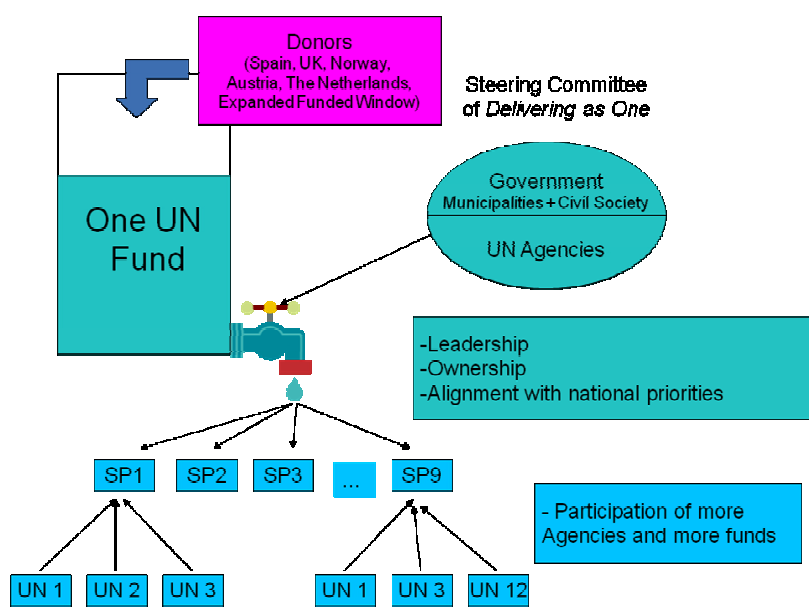 Donors
(Spain, UK, Norway,
Austria, The Netherlands,
Expanded Funded Window)
Steering Committee
of Delivering as One
Government
Municipalities + Civil Society
UN Agencies
One UN
Fund
-Leadership
-Ownership
-Alignment with national priorities
SP1
SP2
SP3
...
SP9
- Participation of more
Agencies and more funds
UN 1
UN 2
UN 3
UN 1
UN 3
UN 12